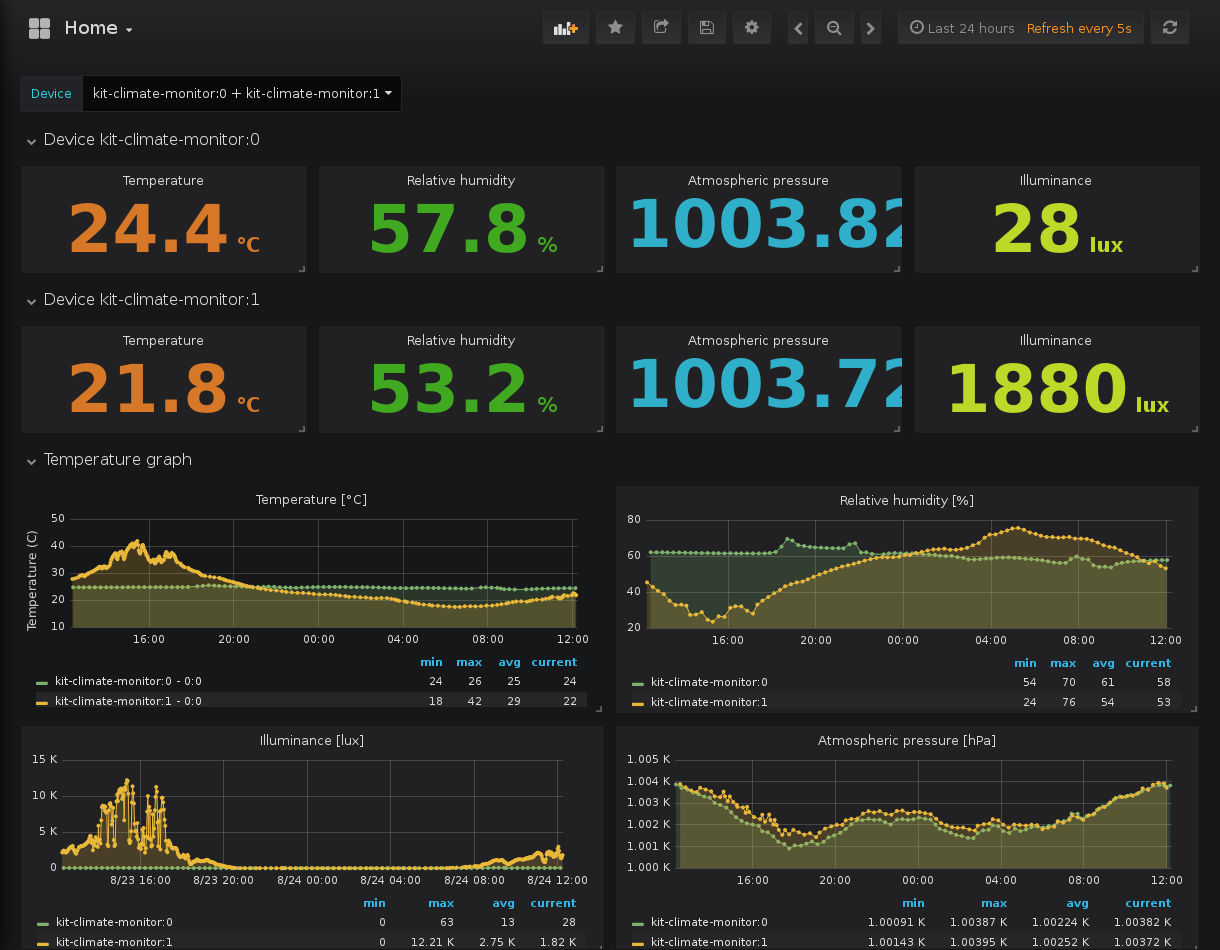 Home
Last 24 hours Refresh every 5s
Device kit-climate-monitor:0 + kit-climate-monitor:1
Device kit-climate-monitor:0
Temperature Relative humidity Atmospheric pressure Illuminance
24.4 °C 57.8 % 1003.82 28 lux
Device kit-climate-monitor:1
Temperature Relative humidity Atmospheric pressure Illuminance
21.8 °C 53.2 % 1003.72 1880 lux
Temperature graph
Temperature [°C]
Temperature (C)
50
40
30
20
10
16:00 20:00 00:00 04:00 08:00 12:00
min max avg current
kit-climate-monitor:0 - 0:0 24 26 25 24
kit-climate-monitor:1 - 0:0 18 42 29 22
Relative humidity [%]
80
60
40
20
16:00 20:00 00:00 04:00 08:00 12:00
min max avg current
kit-climate-monitor:0 54 70 61 58
kit-climate-monitor:1 24 76 54 53
Illuminance [lux]
15 K
10 K
5 K
0
8/23 16:00 8/23 20:00 8/24 00:00 8/24 04:00 8/24 08:00 8/24 12:00
min max avg current
kit-climate-monitor:0 0 63 13 28
kit-climate-monitor:1 0 12.21 K 2.75 K 1.82 K
Atmospheric pressure [hPa]
1.005 K
1.004 K
1.003 K
1.002 K
1.001 K
1.000 K
16:00 20:00 00:00 04:00 08:00 12:00
min max avg current
kit-climate-monitor:0 1.00091 K 1.00387 K 1.00224 K 1.00382 K
kit-climate-monitor:1 1.00143 K 1.00395 K 1.00252 K 1.00372 K